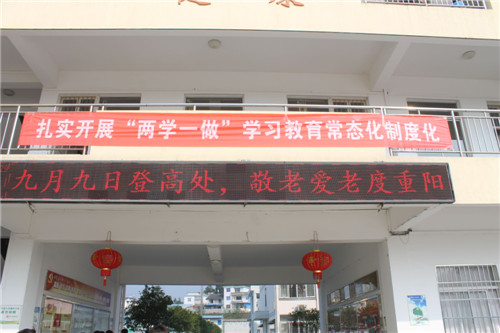 扎实开展“两学一做”学习教育常态化制度化
九月九日登高处，敬老爱老度重阳